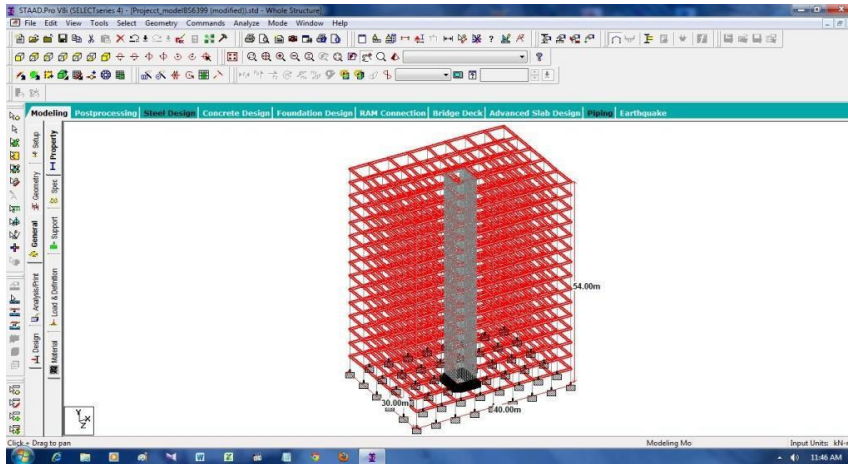 STAAD.Pro V8i (SELECTseries 4) - [Projecct_modelBS6399 (modified)).std - Whole Structure]
File Edit View Tools Select Geometry Commands Analyze Mode Window Help
Modeling Postprocessing Steel Design Concrete Design Foundation Design RAM Connection Bridge Deck Advanced Slab Design Piping Earthquake
Setup
Geometry
General
Analysis/Print
Design
Property
Spec
Support
Load & Definition
Material
54.00m
30.00m
40.00m
Y
X
Z
Click + Drag to pan
Modeling Mo
Input Units: kN-
11:46 AM